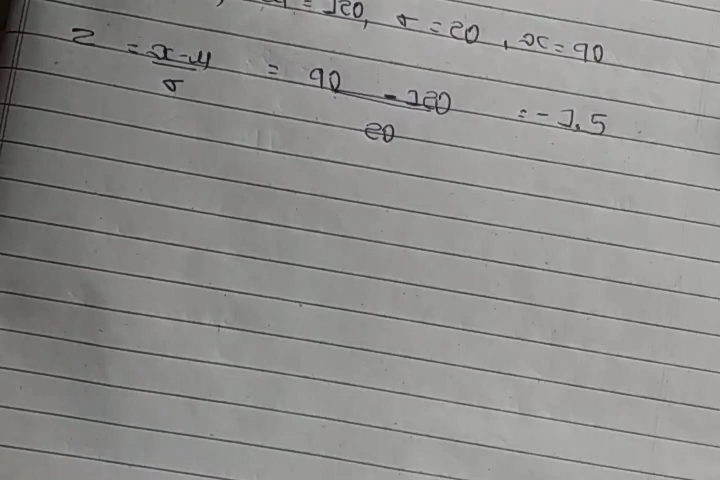 = 120, σ = 20, x = 90
z = x-μ / σ = 90 - 120 / 20 = -1.5